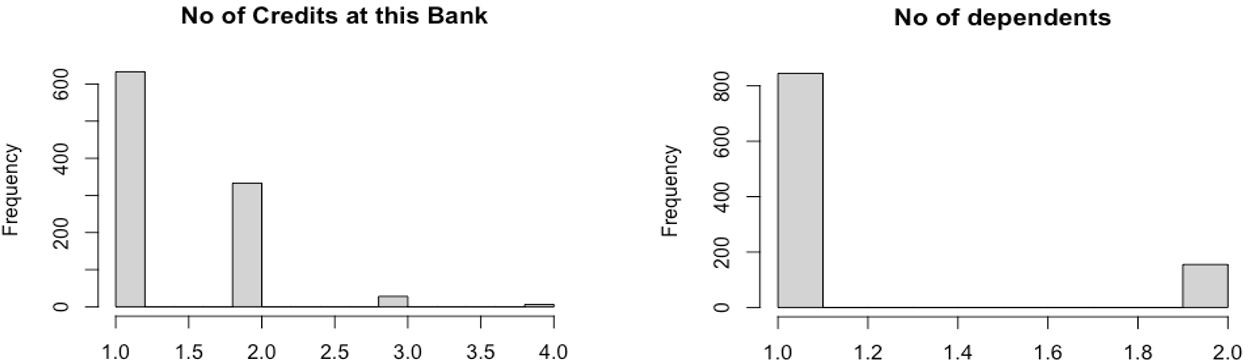 No of Credits at this Bank
Frequency
600
400
200
0
1.0 1.5 2.0 2.5 3.0 3.5 4.0
No of dependents
Frequency
800
600
400
200
0
1.0 1.2 1.4 1.6 1.8 2.0